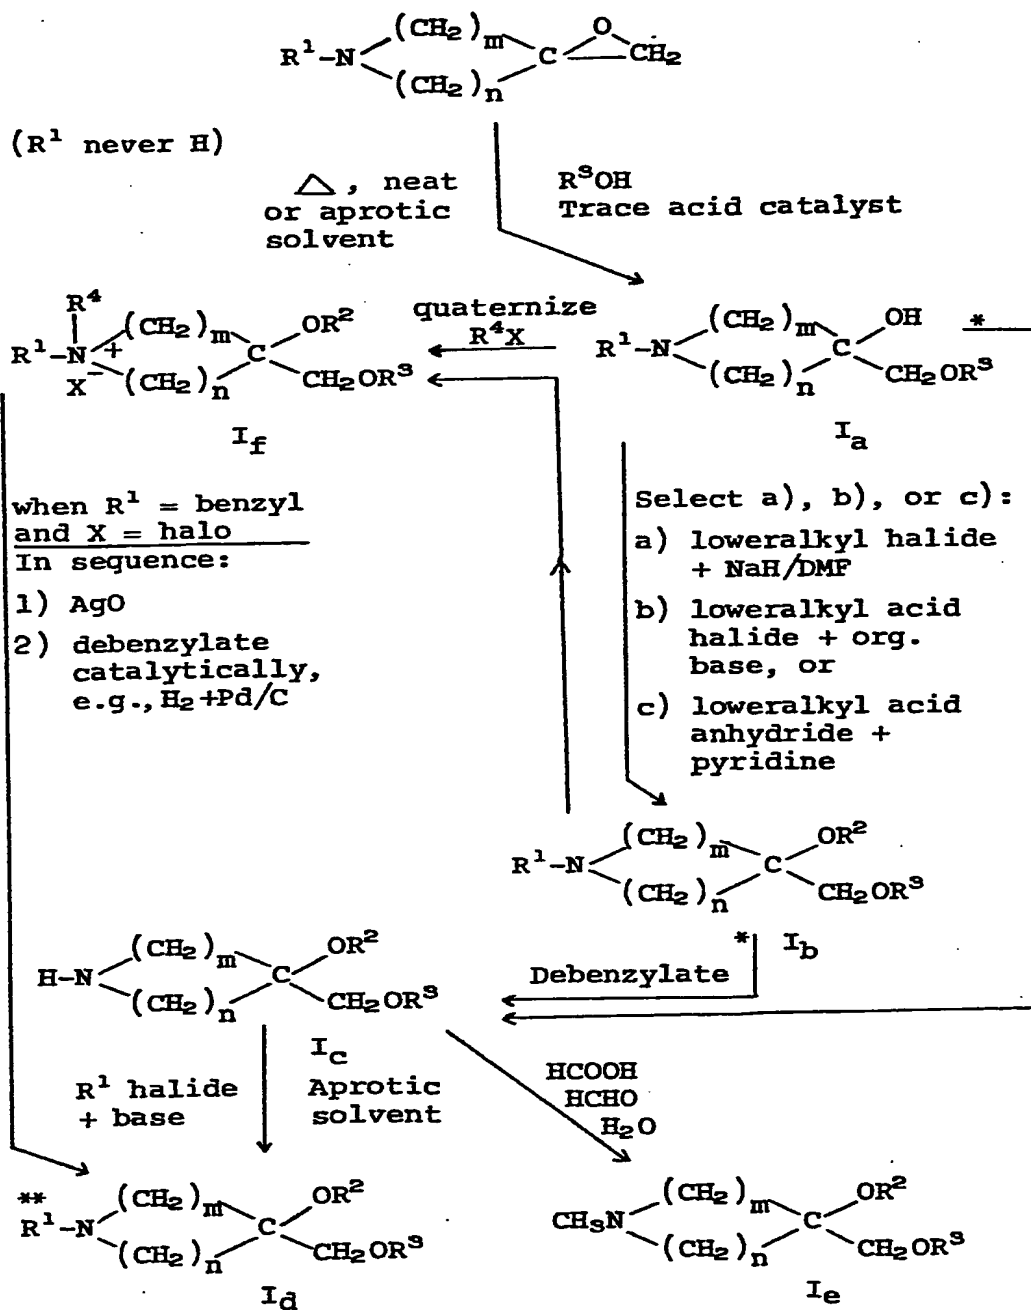 O
(CH₂)m
R¹-N C CH₂
(CH₂)n
(R¹ never H)
△, neat
or aprotic
solvent
R³OH
Trace acid catalyst
R⁴
(CH₂)m OR²
R¹-N + C
X⁻ (CH₂)n CH₂OR³
If
quaternize
R⁴X
(CH₂)m OH *
R¹-N C
(CH₂)n CH₂OR³
Ia
when R¹ = benzyl
and X = halo
In sequence:
1) AgO
2) debenzylate
catalytically,
e.g., H₂+Pd/C
Select a), b), or c):
a) loweralkyl halide
+ NaH/DMF
b) loweralkyl acid
halide + org.
base, or
c) loweralkyl acid
anhydride +
pyridine
(CH₂)m OR²
R¹-N C
(CH₂)n CH₂OR³
* Ib
Debenzylate
(CH₂)m OR²
H-N C
(CH₂)n CH₂OR³
Ic
R¹ halide
+ base
Aprotic
solvent
HCOOH
HCHO
H₂O
** (CH₂)m OR²
R¹-N C
(CH₂)n CH₂OR³
Id
(CH₂)m OR²
CH₃N C
(CH₂)n CH₂OR³
Ie